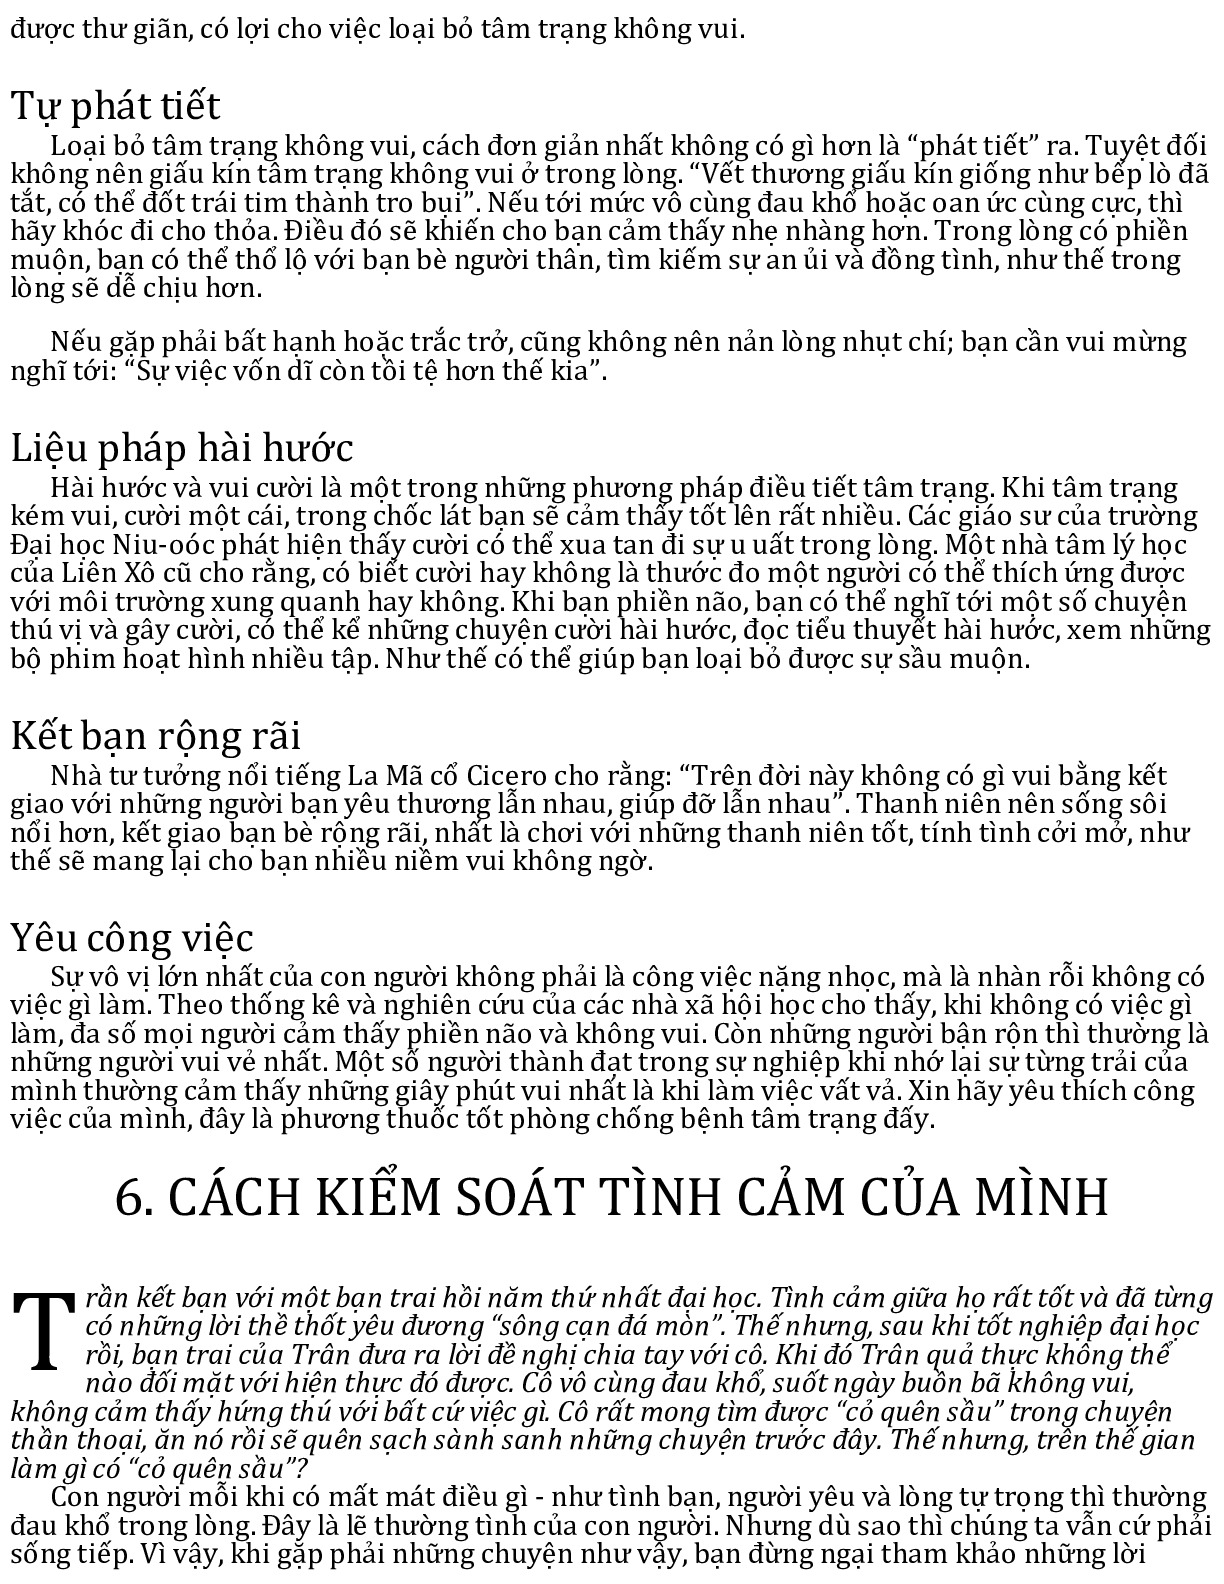 được thư giãn, có lợi cho việc loại bỏ tâm trạng không vui.
Tự phát tiết
Loại bỏ tâm trạng không vui, cách đơn giản nhất không có gì hơn là “phát tiết” ra. Tuyệt đối
không nên giấu kín tâm trạng không vui ở trong lòng. “Vết thương giấu kín giống như bếp lò đã
tắt, có thể đốt trái tim thành tro bụi”. Nếu tới mức vô cùng đau khổ hoặc oan ức cùng cực, thì
hãy khóc đi cho thỏa. Điều đó sẽ khiến cho bạn cảm thấy nhẹ nhàng hơn. Trong lòng có phiền
muộn, bạn có thể thổ lộ với bạn bè người thân, tìm kiếm sự an ủi và đồng tình, như thế trong
lòng sẽ dễ chịu hơn.
Nếu gặp phải bất hạnh hoặc trắc trở, cũng không nên nản lòng nhụt chí; bạn cần vui mừng
nghĩ tới: “Sự việc vốn dĩ còn tồi tệ hơn thế kia”.
Liệu pháp hài hước
Hài hước và vui cười là một trong những phương pháp điều tiết tâm trạng. Khi tâm trạng
kém vui, cười một cái, trong chốc lát bạn sẽ cảm thấy tốt lên rất nhiều. Các giáo sư của trường
Đại học Niu-oóc phát hiện thấy cười có thể xua tan đi sự u uất trong lòng. Một nhà tâm lý học
của Liên Xô cũ cho rằng, có biết cười hay không là thước đo một người có thể thích ứng được
với môi trường xung quanh hay không. Khi bạn phiền não, bạn có thể nghĩ tới một số chuyện
thú vị và gây cười, có thể kể những chuyện cười hài hước, đọc tiểu thuyết hài hước, xem những
bộ phim hoạt hình nhiều tập. Như thế có thể giúp bạn loại bỏ được sự sầu muộn.
Kết bạn rộng rãi
Nhà tư tưởng nổi tiếng La Mã cổ Cicero cho rằng: “Trên đời này không có gì vui bằng kết
giao với những người bạn yêu thương lẫn nhau, giúp đỡ lẫn nhau”. Thanh niên nên sống sôi
nổi hơn, kết giao bạn bè rộng rãi, nhất là chơi với những thanh niên tốt, tính tình cởi mở, như
thế sẽ mang lại cho bạn nhiều niềm vui không ngờ.
Yêu công việc
Sự vô vị lớn nhất của con người không phải là công việc nặng nhọc, mà là nhàn rỗi không có
việc gì làm. Theo thống kê và nghiên cứu của các nhà xã hội học cho thấy, khi không có việc gì
làm, đa số mọi người cảm thấy phiền não và không vui. Còn những người bận rộn thì thường là
những người vui vẻ nhất. Một số người thành đạt trong sự nghiệp khi nhớ lại sự từng trải của
mình thường cảm thấy những giây phút vui nhất là khi làm việc vất vả. Xin hãy yêu thích công
việc của mình, đây là phương thuốc tốt phòng chống bệnh tâm trạng đấy.
6. CÁCH KIỂM SOÁT TÌNH CẢM CỦA MÌNH
Trần kết bạn với một bạn trai hồi năm thứ nhất đại học. Tình cảm giữa họ rất tốt và đã từng
có những lời thề thốt yêu đương “sông cạn đá mòn”. Thế nhưng, sau khi tốt nghiệp đại học
rồi, bạn trai của Trân đưa ra lời đề nghị chia tay với cô. Khi đó Trân quả thực không thể
nào đối mặt với hiện thực đó được. Cô vô cùng đau khổ, suốt ngày buồn bã không vui,
không cảm thấy hứng thú với bất cứ việc gì. Cô rất mong tìm được “cỏ quên sầu” trong chuyện
thần thoại, ăn nó rồi sẽ quên sạch sành sanh những chuyện trước đây. Thế nhưng, trên thế gian
làm gì có “cỏ quên sầu”?
Con người mỗi khi có mất mát điều gì - như tình bạn, người yêu và lòng tự trọng thì thường
đau khổ trong lòng. Đây là lẽ thường tình của con người. Nhưng dù sao thì chúng ta vẫn cứ phải
sống tiếp. Vì vậy, khi gặp phải những chuyện như vậy, bạn đừng ngại tham khảo những lời